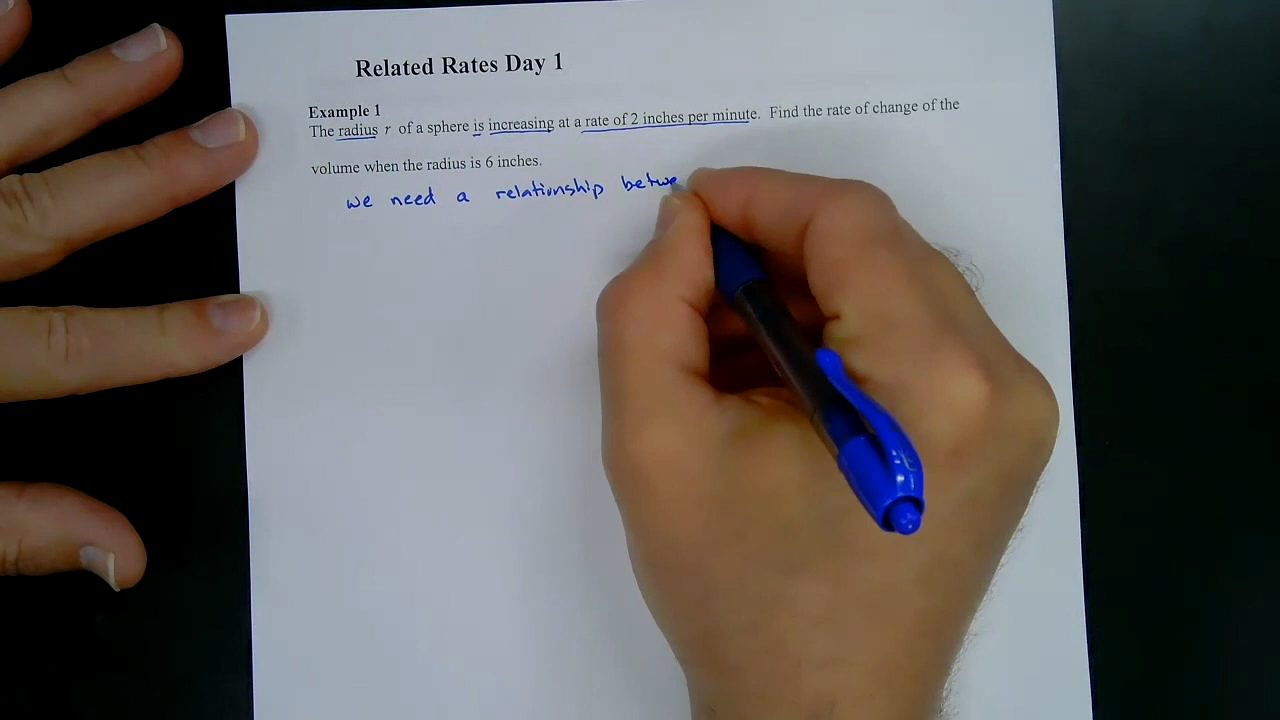 Related Rates Day 1
Example 1
The radius r of a sphere is increasing at a rate of 2 inches per minute. Find the rate of change of the
volume when the radius is 6 inches.
we need a relationship betwe